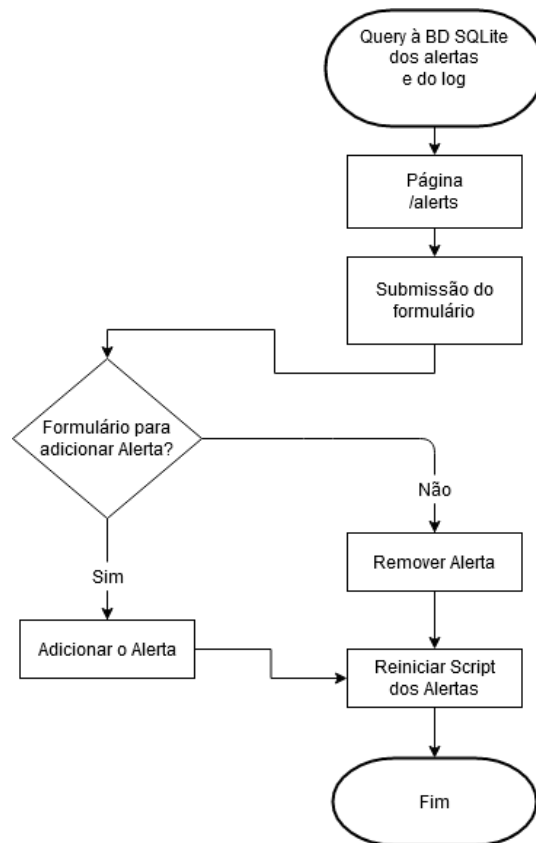 Query à BD SQLite
dos alertas
e do log
Página
/alerts
Submissão do
formulário
Formulário para
adicionar Alerta?
Não
Sim
Remover Alerta
Adicionar o Alerta
Reiniciar Script
dos Alertas
Fim